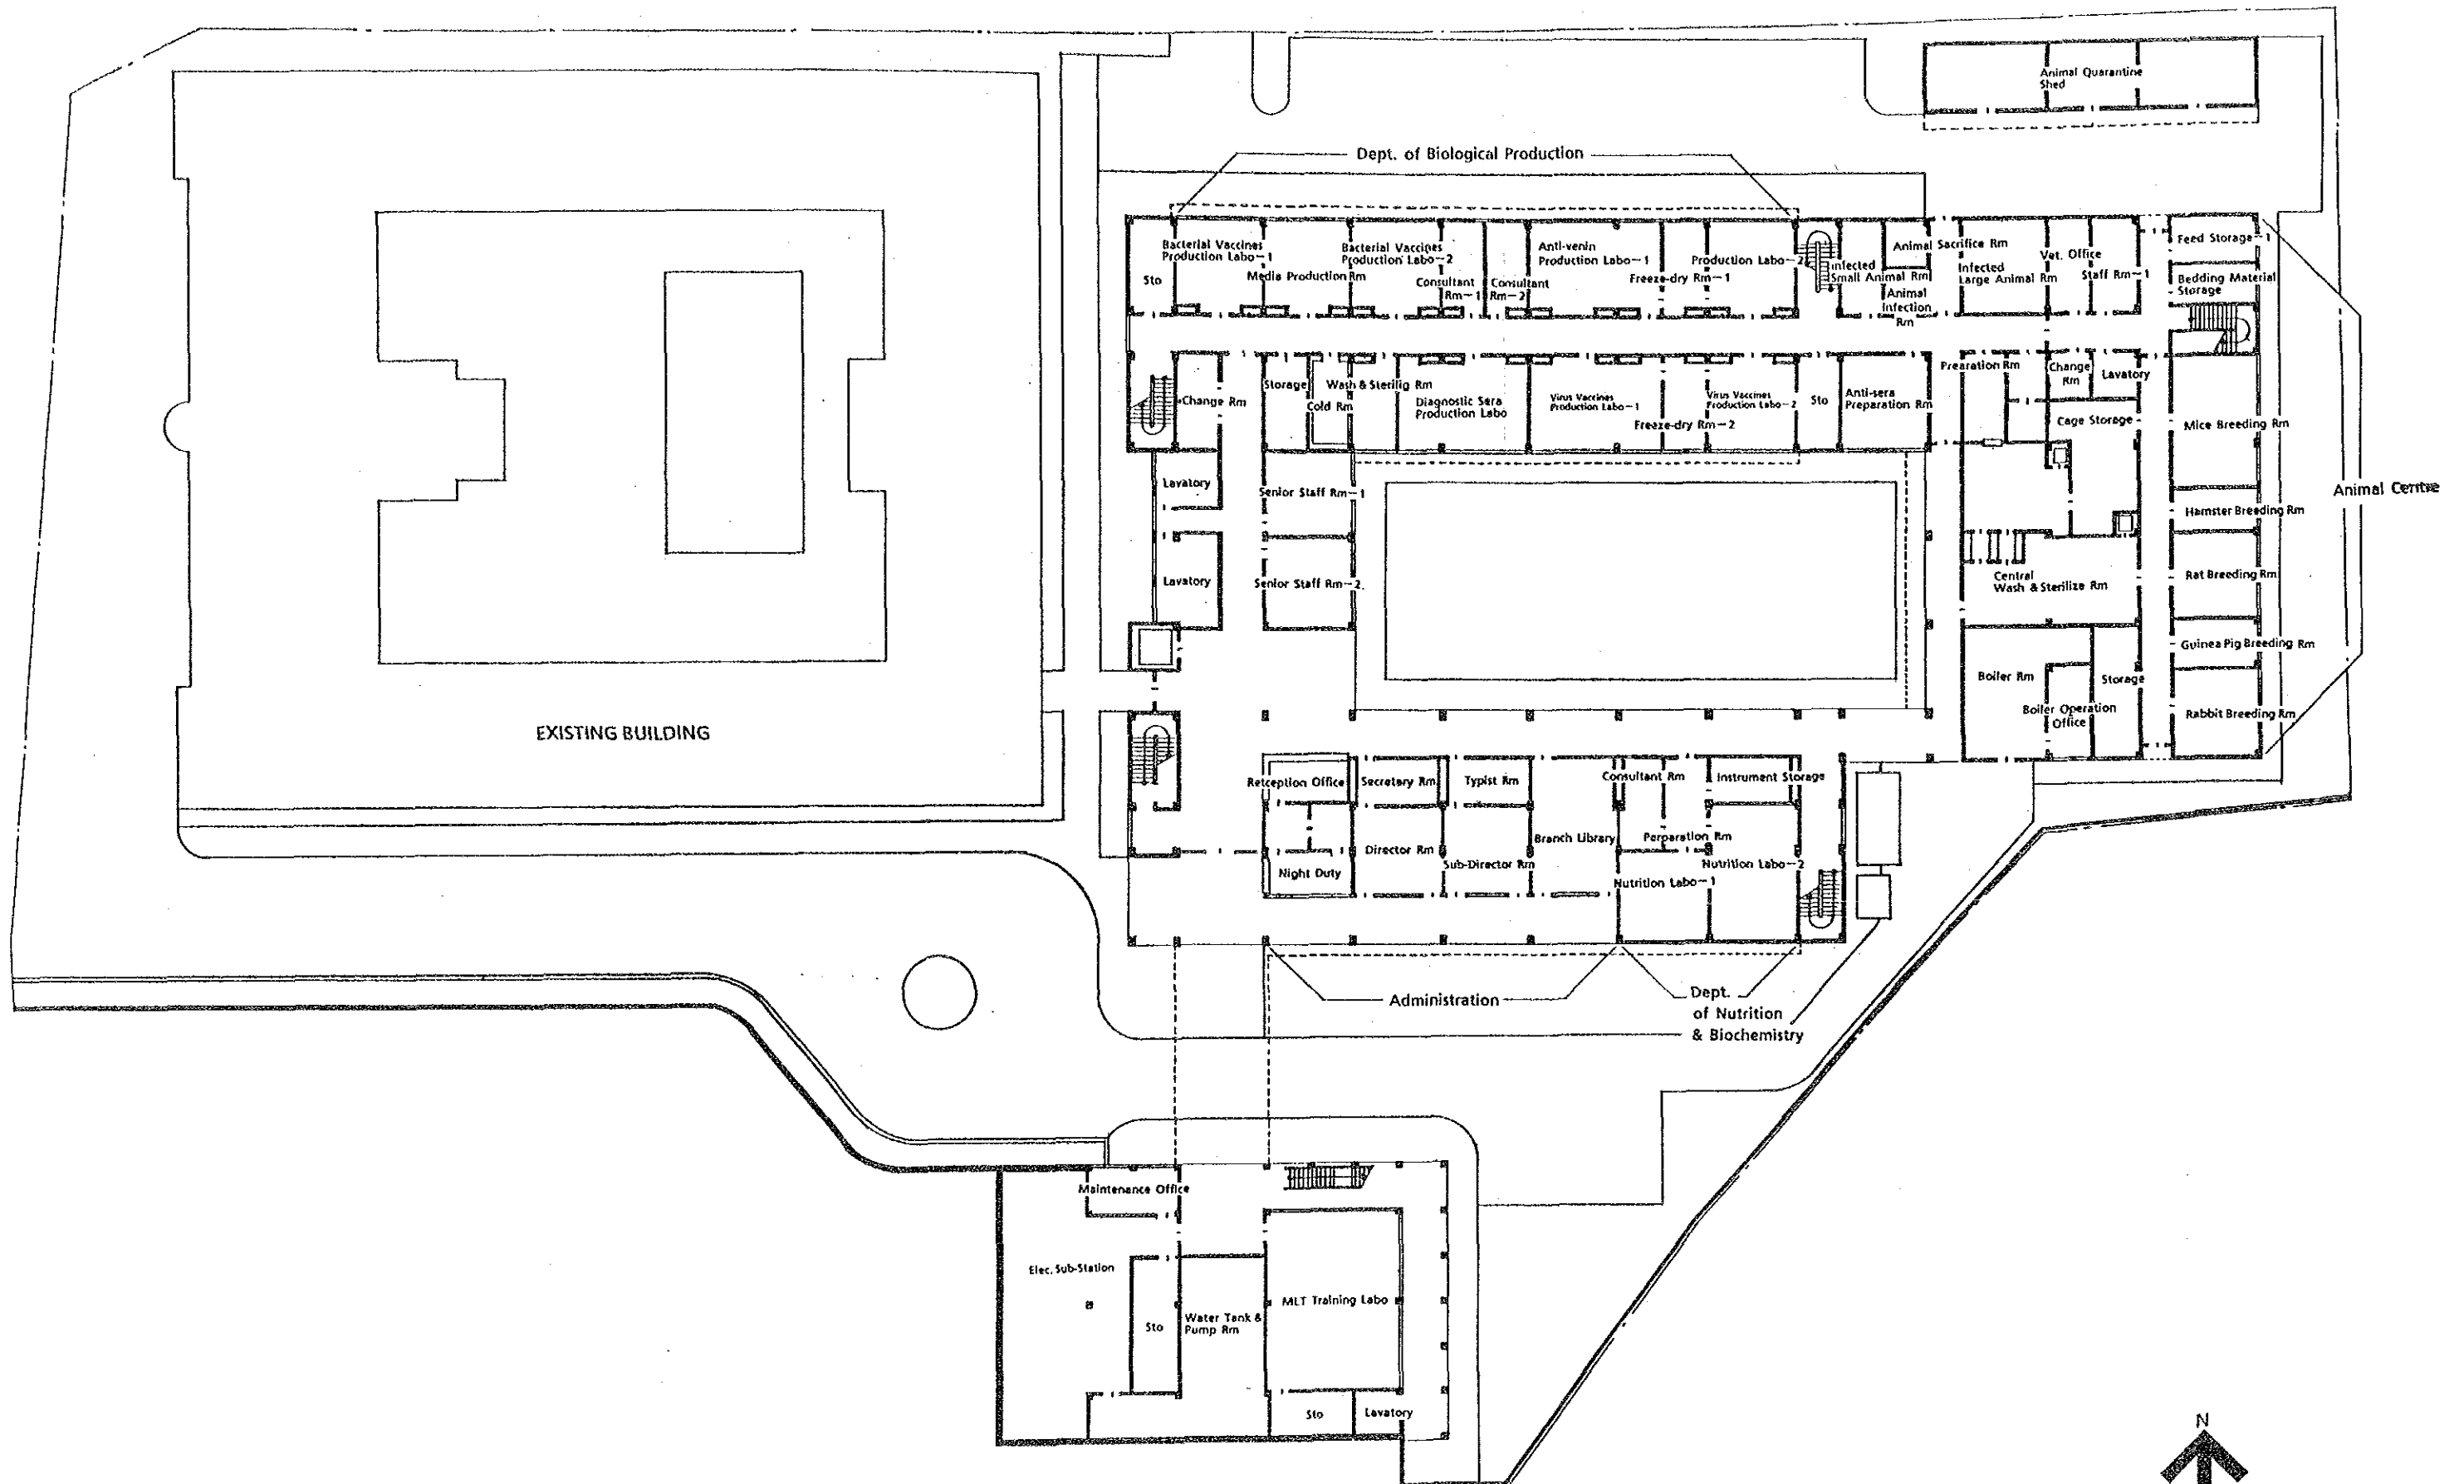 Animal Quarantine
Shed
Dept. of Biological Production
Bacterial Vaccines
Production Labo-1
Sto
Media Production Rm
Bacterial Vaccines
Production Labo-2
Consultant
Rm-1
Consultant
Rm-2
Anti-venin
Production Labo-1
Freeze-dry Rm-1
Production Labo-2
Infected
Small Animal Rm
Animal Sacrifice Rm
Animal
Infection
Rm
Infected
Large Animal Rm
Vet. Office
Staff Rm-1
Feed Storage-1
Bedding Material
Storage
Change Rm
Storage
Cold Rm
Wash & Sterilig Rm
Diagnostic Sera
Production Labo
Virus Vaccines
Production Labo-1
Freeze-dry Rm-2
Virus Vaccines
Production Labo-2
Sto
Anti-sera
Preparation Rm
Prearation Rm
Change
Rm
Lavatory
Cage Storage
Mice Breeding Rm
Lavatory
Senior Staff Rm-1
Animal Centre
Hamster Breeding Rm
Lavatory
Senior Staff Rm-2
Central
Wash & Sterilize Rm
Rat Breeding Rm
Guinea Pig Breeding Rm
Boiler Rm
Storage
Boiler Operation
Office
Rabbit Breeding Rm
EXISTING BUILDING
Retception Office
Secretary Rm
Typist Rm
Consultant Rm
Instrument Storage
Director Rm
Sub-Director Rm
Branch Library
Perparation Rm
Night Duty
Nutrition Labo-1
Nutrition Labo-2
Administration
Dept.
of Nutrition
& Biochemistry
Maintenance Office
Elec. Sub-Station
Sto
Water Tank &
Pump Rm
MLT Training Labo
Sto
Lavatory
N